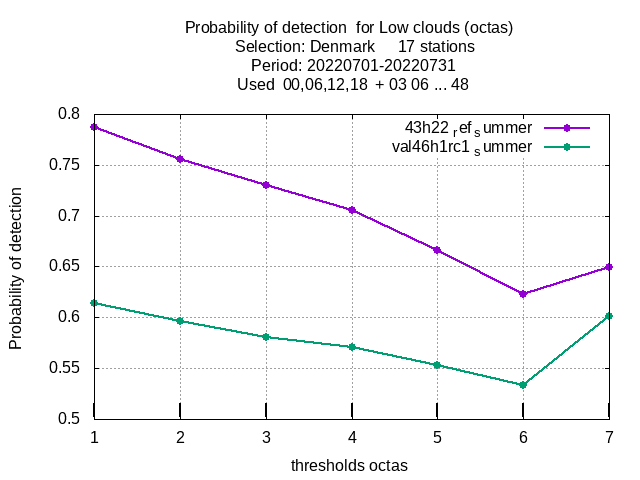 Probability of detection for Low clouds (octas)
Selection: Denmark 17 stations
Period: 20220701-20220731
Used 00,06,12,18 + 03 06 ... 48
43h22 ref summer
val46h1rc1 summer
0.8
0.75
0.7
0.65
0.6
0.55
0.5
Probability of detection
1 2 3 4 5 6 7
thresholds octas